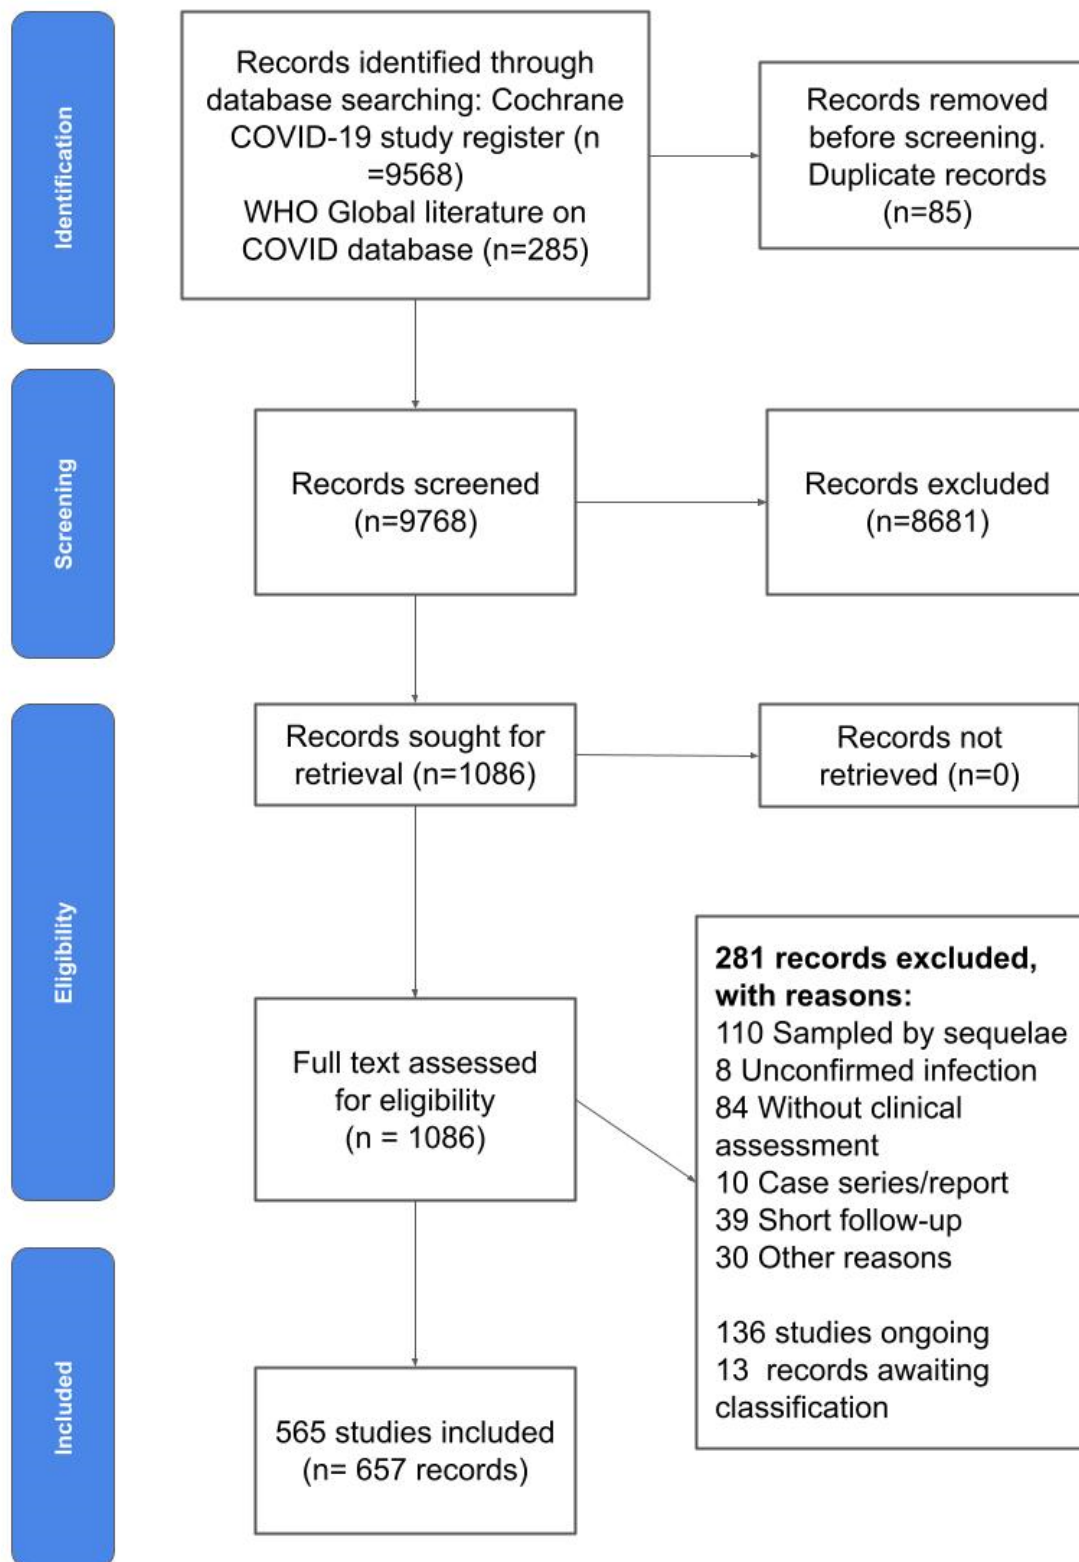 Identification
Records identified through
database searching: Cochrane
COVID-19 study register (n
=9568)
WHO Global literature on
COVID database (n=285)
Records removed
before screening.
Duplicate records
(n=85)
Screening
Records screened
(n=9768)
Records excluded
(n=8681)
Eligibility
Records sought for
retrieval (n=1086)
Records not
retrieved (n=0)
Full text assessed
for eligibility
(n = 1086)
281 records excluded,
with reasons:
110 Sampled by sequelae
8 Unconfirmed infection
84 Without clinical
assessment
10 Case series/report
39 Short follow-up
30 Other reasons
136 studies ongoing
13 records awaiting
classification
Included
565 studies included
(n= 657 records)